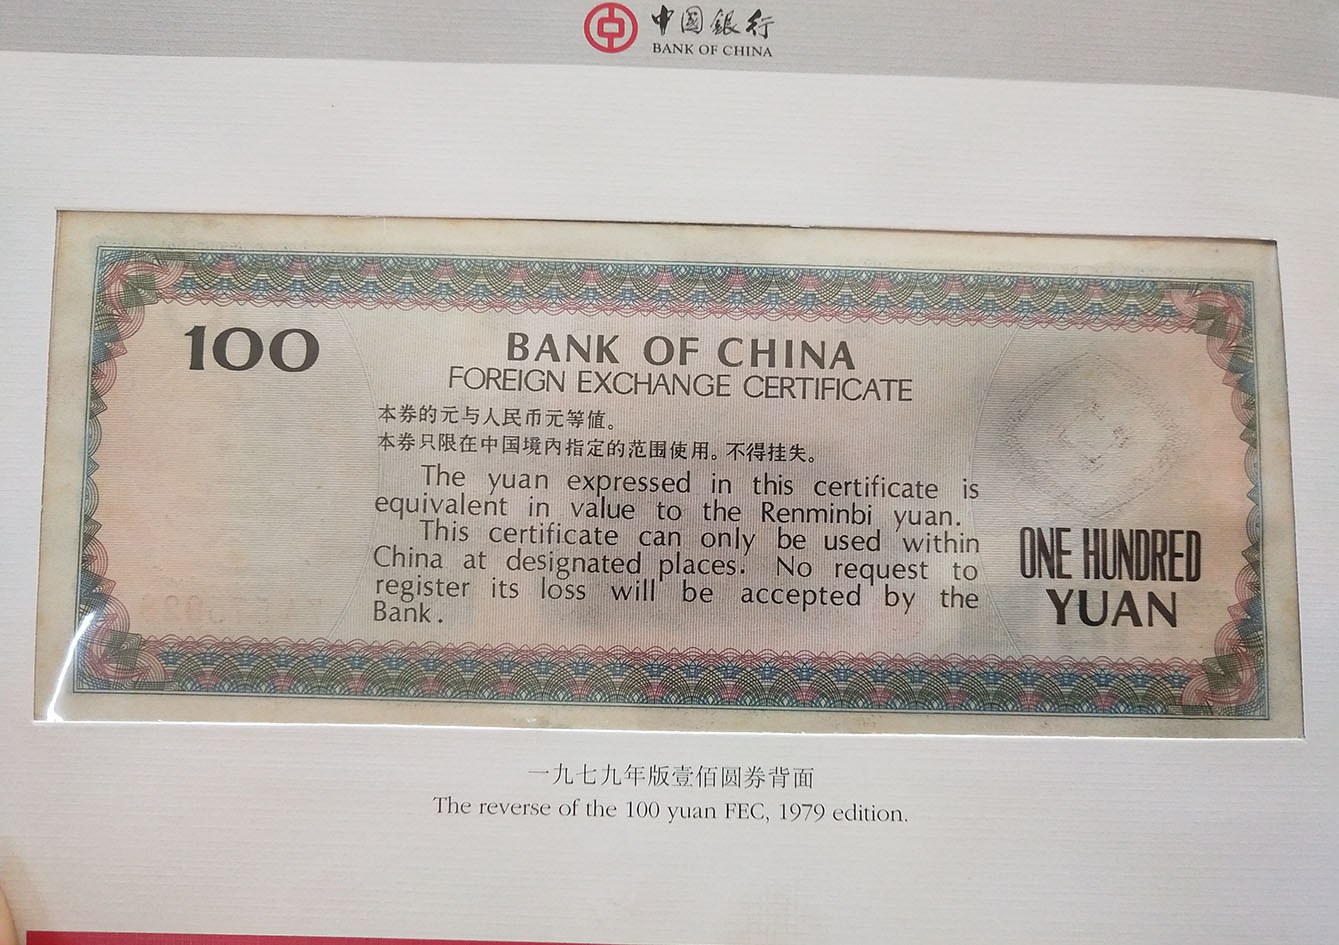 中国銀行
BANK OF CHINA
100
BANK OF CHINA
FOREIGN EXCHANGE CERTIFICATE
本券的元与人民币元等値。
本券只限在中国境内指定的范围使用。不得挂失。
The yuan expressed in this certificate is
equivalent in value to the Renminbi yuan.
This certificate can only be used within
China at designated places. No request to
register its loss will be accepted by the
Bank.
ONE HUNDRED
YUAN
一九七九年版壹佰圆券背面
The reverse of the 100 yuan FEC, 1979 edition.